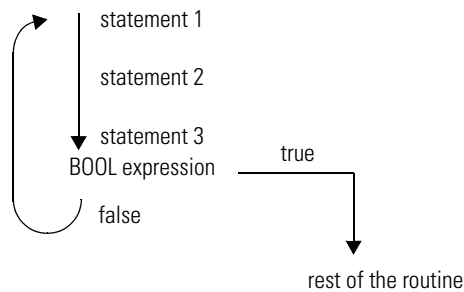 statement 1
statement 2
statement 3
BOOL expression
true
false
rest of the routine